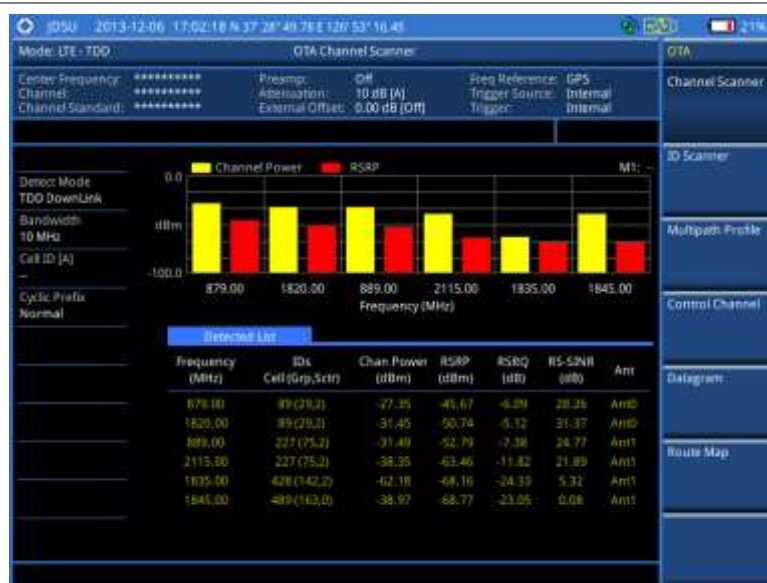 JDSU 2013-12-06 17:02:18 N 37° 28' 49.78 E 126° 53' 16.41 21%
Mode: LTE - TDD OTA Channel Scanner OTA
Center Frequency: **********
Channel: **********
Channel Standard: **********
Preamp: Off
Attenuation: 10 dB [A]
External Offset: 0.00 dB [Off]
Freq Reference: GPS
Trigger Source: Internal
Trigger: Internal
Channel Scanner
ID Scanner
Multipath Profile
Control Channel
Datagram
Route Map
Detect Mode
TDD DownLink
Bandwidth
10 MHz
Cell ID [A]
--
Cyclic Prefix
Normal
Channel Power RSRP M1: --
0.0
dBm
-100.0
879.00 1820.00 889.00 2115.00 1835.00 1845.00
Frequency (MHz)
Detected List
Frequency (MHz) IDs Cell (Grp,Sctr) Chan Power (dBm) RSRP (dBm) RSRQ (dB) RS-SINR (dB) Ant
879.00 89 (29,2) -27.35 -45.67 -6.09 28.26 Ant0
1820.00 89 (29,2) -31.45 -50.74 -5.12 31.37 Ant0
889.00 227 (75,2) -31.49 -52.79 -7.38 24.77 Ant1
2115.00 227 (75,2) -38.35 -63.46 -11.82 21.89 Ant1
1835.00 428 (142,2) -62.18 -68.16 -24.33 5.32 Ant1
1845.00 489 (163,0) -38.97 -68.77 -23.05 0.08 Ant1